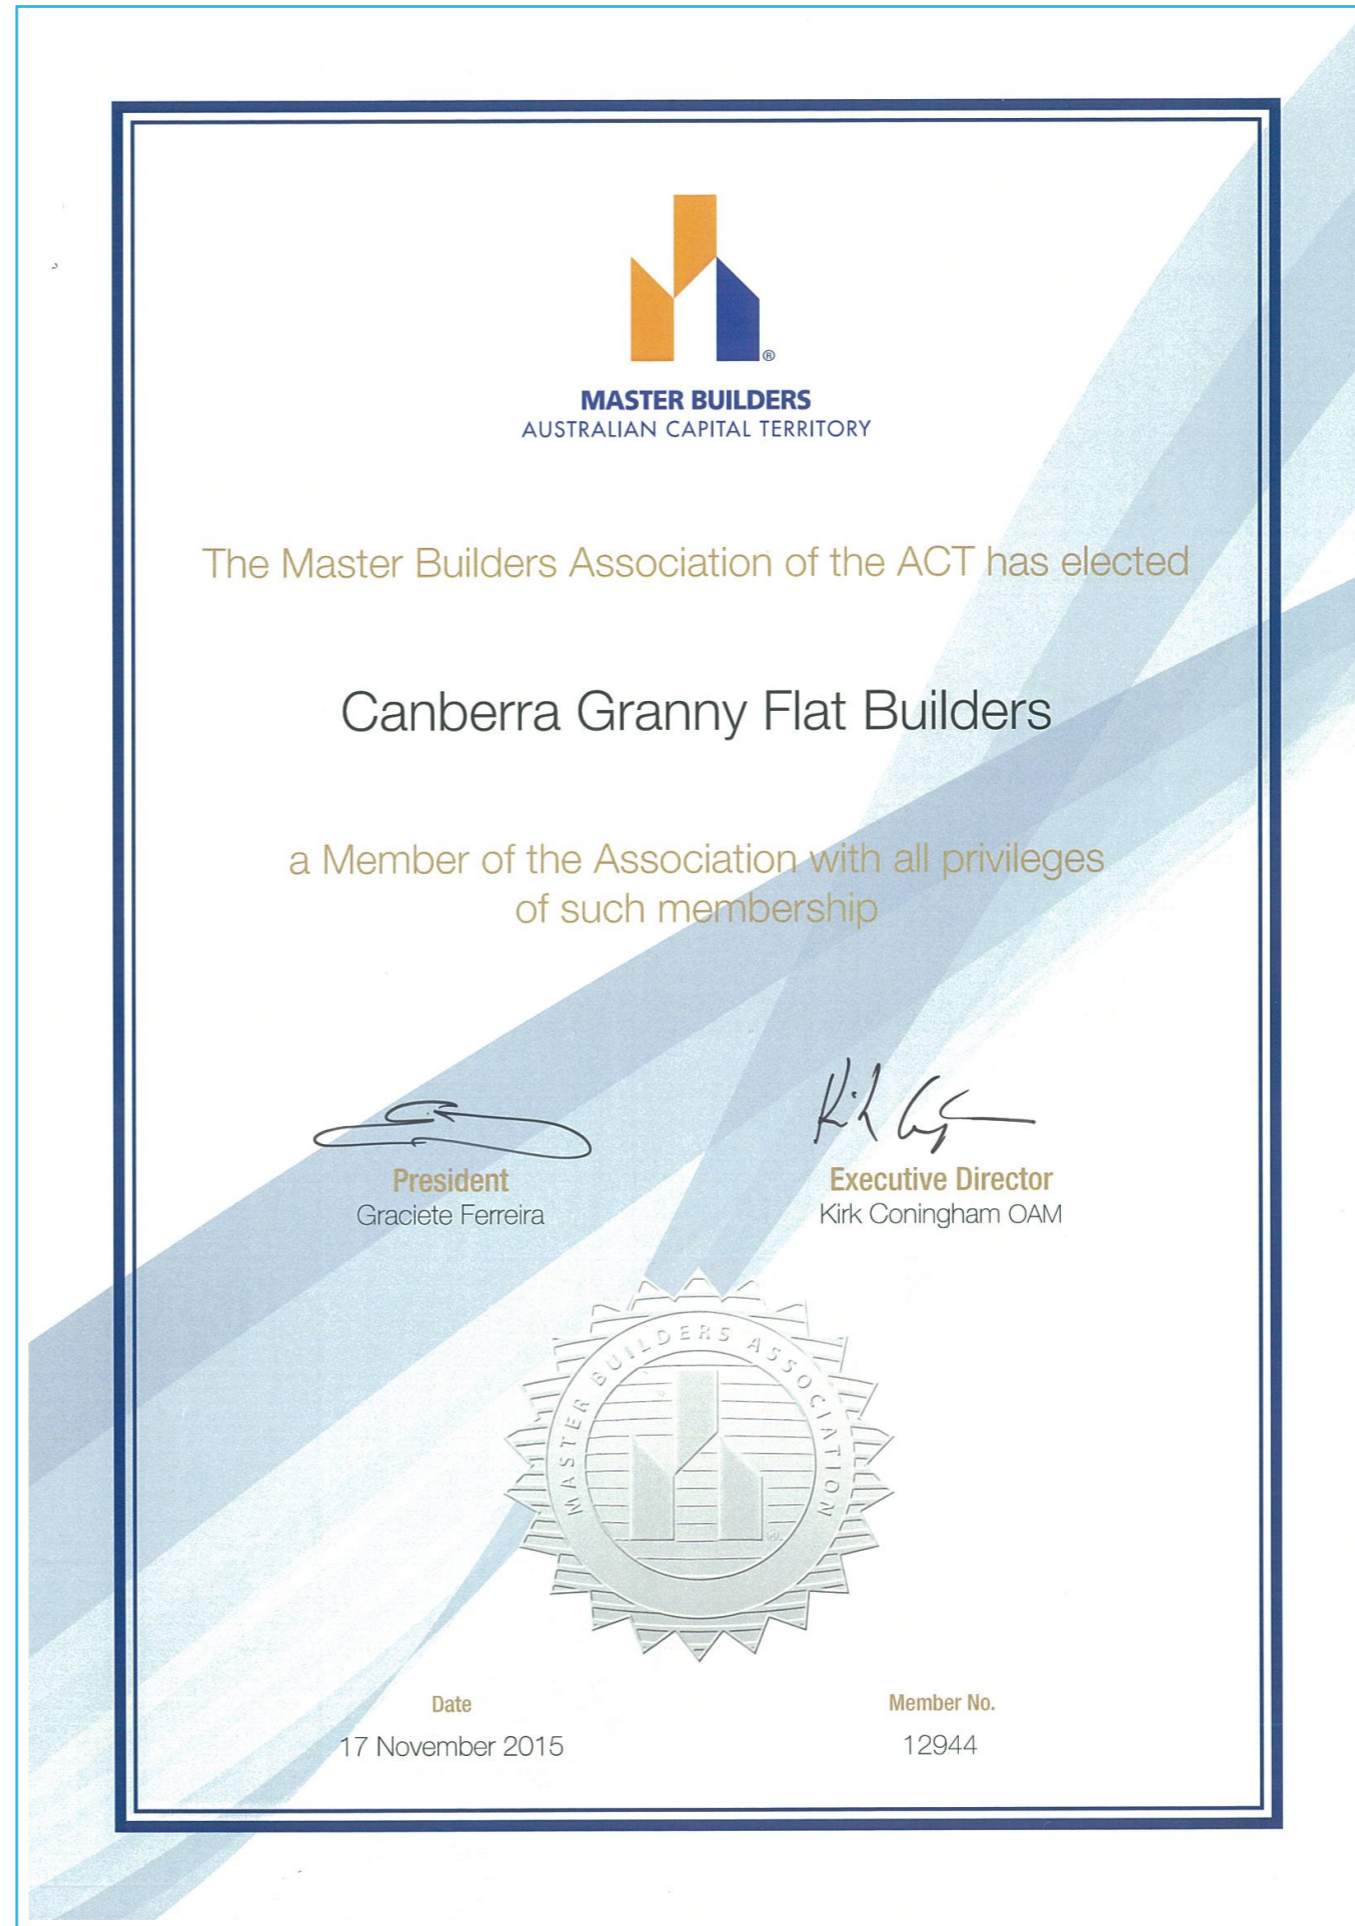 ®
MASTER BUILDERS
AUSTRALIAN CAPITAL TERRITORY
The Master Builders Association of the ACT has elected
Canberra Granny Flat Builders
a Member of the Association with all privileges
of such membership
President
Graciete Ferreira
Executive Director
Kirk Coningham OAM
MASTER BUILDERS ASSOCIATION
Date
17 November 2015
Member No.
12944